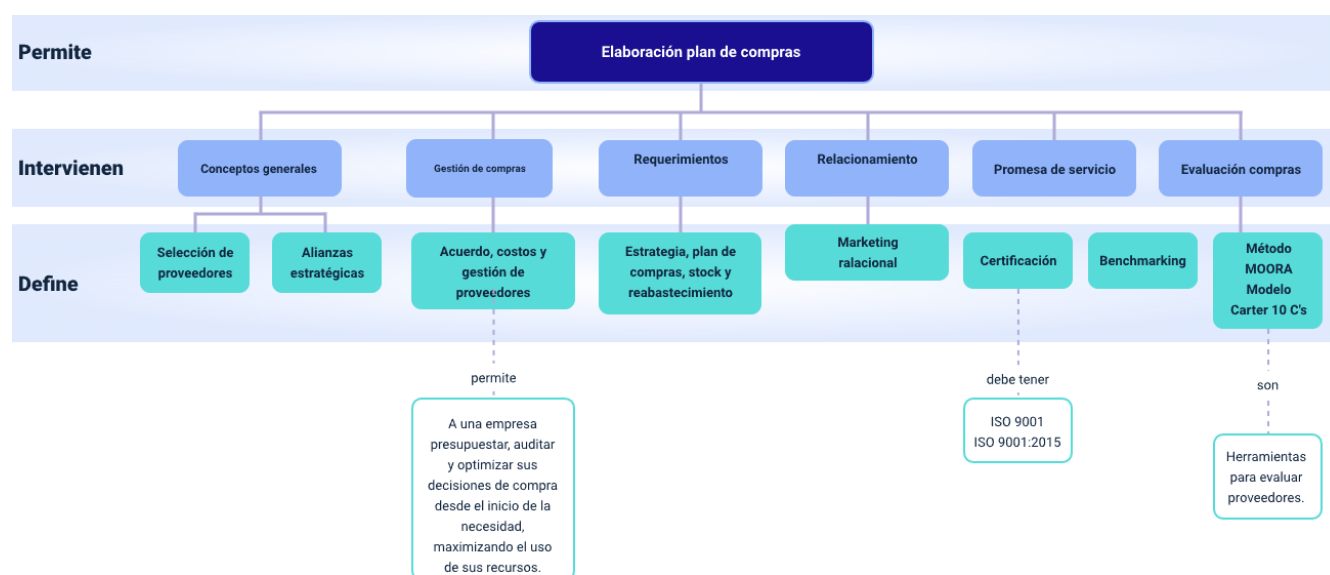 Permite
Elaboración plan de compras
Intervienen
Conceptos generales
Gestión de compras
Requerimientos
Relacionamiento
Promesa de servicio
Evaluación compras
Define
Selección de
proveedores
Alianzas
estratégicas
Acuerdo, costos y
gestión de
proveedores
Estrategia, plan de
compras, stock y
reabastecimiento
Marketing
ralacional
Certificación
Benchmarking
Método
MOORA
Modelo
Carter 10 C's
permite
A una empresa
presupuestar, auditar
y optimizar sus
decisiones de compra
desde el inicio de la
necesidad,
maximizando el uso
de sus recursos.
debe tener
ISO 9001
ISO 9001:2015
son
Herramientas
para evaluar
proveedores.